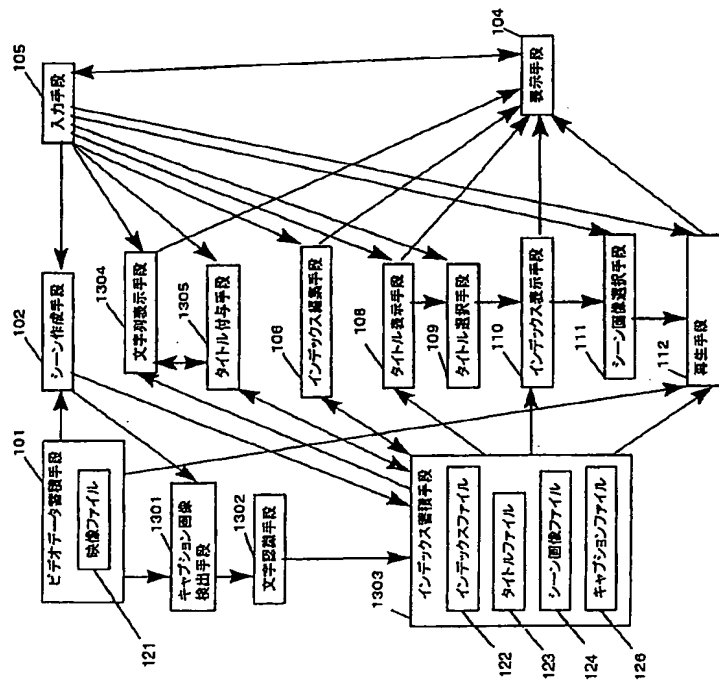 101
ビデオデータ蓄積手段
映像ファイル
121
102
シーン作成手段
105
入力手段
1301
キャプション画像
検出手段
1302
文字認識手段
1304
文字列表示手段
1305
タイトル付与手段
106
インデックス編集手段
108
タイトル表示手段
109
タイトル選択手段
110
インデックス表示手段
111
シーン画像選択手段
112
再生手段
104
表示手段
1303
インデックス蓄積手段
インデックスファイル
122
タイトルファイル
123
シーン画像ファイル
124
キャプションファイル
126